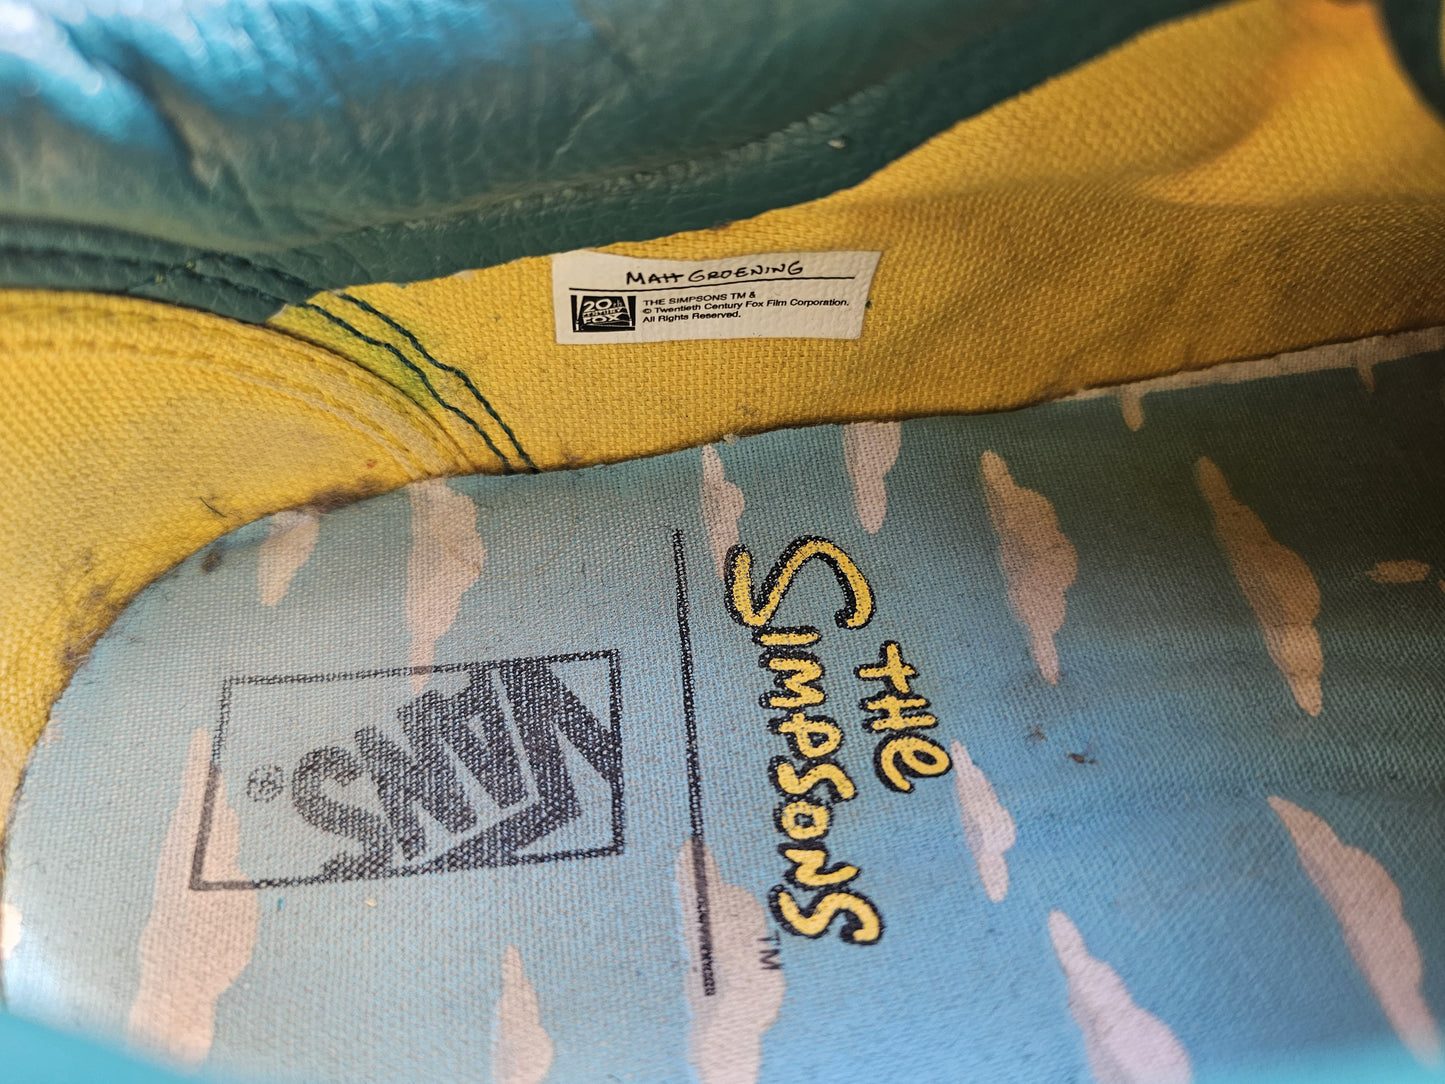 Matt Groening
20th
CENTURY
FOX
THE SIMPSONS TM &
© Twentieth Century Fox Film Corporation.
All Rights Reserved.
THE
SIMPSONS
TM
VANS
®